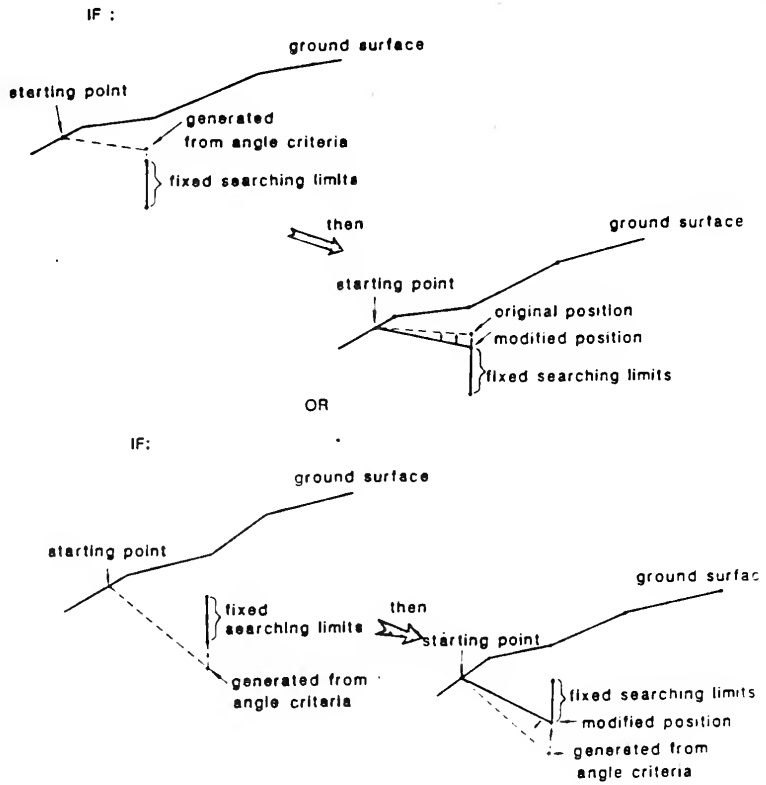 IF :
ground surface
starting point
generated
from angle criteria
fixed searching limits
then
ground surface
starting point
original position
modified position
fixed searching limits
OR
IF:
ground surface
starting point
fixed
searching limits
then
generated from
angle criteria
ground surfac
starting point
fixed searching limits
modified position
generated from
angle criteria